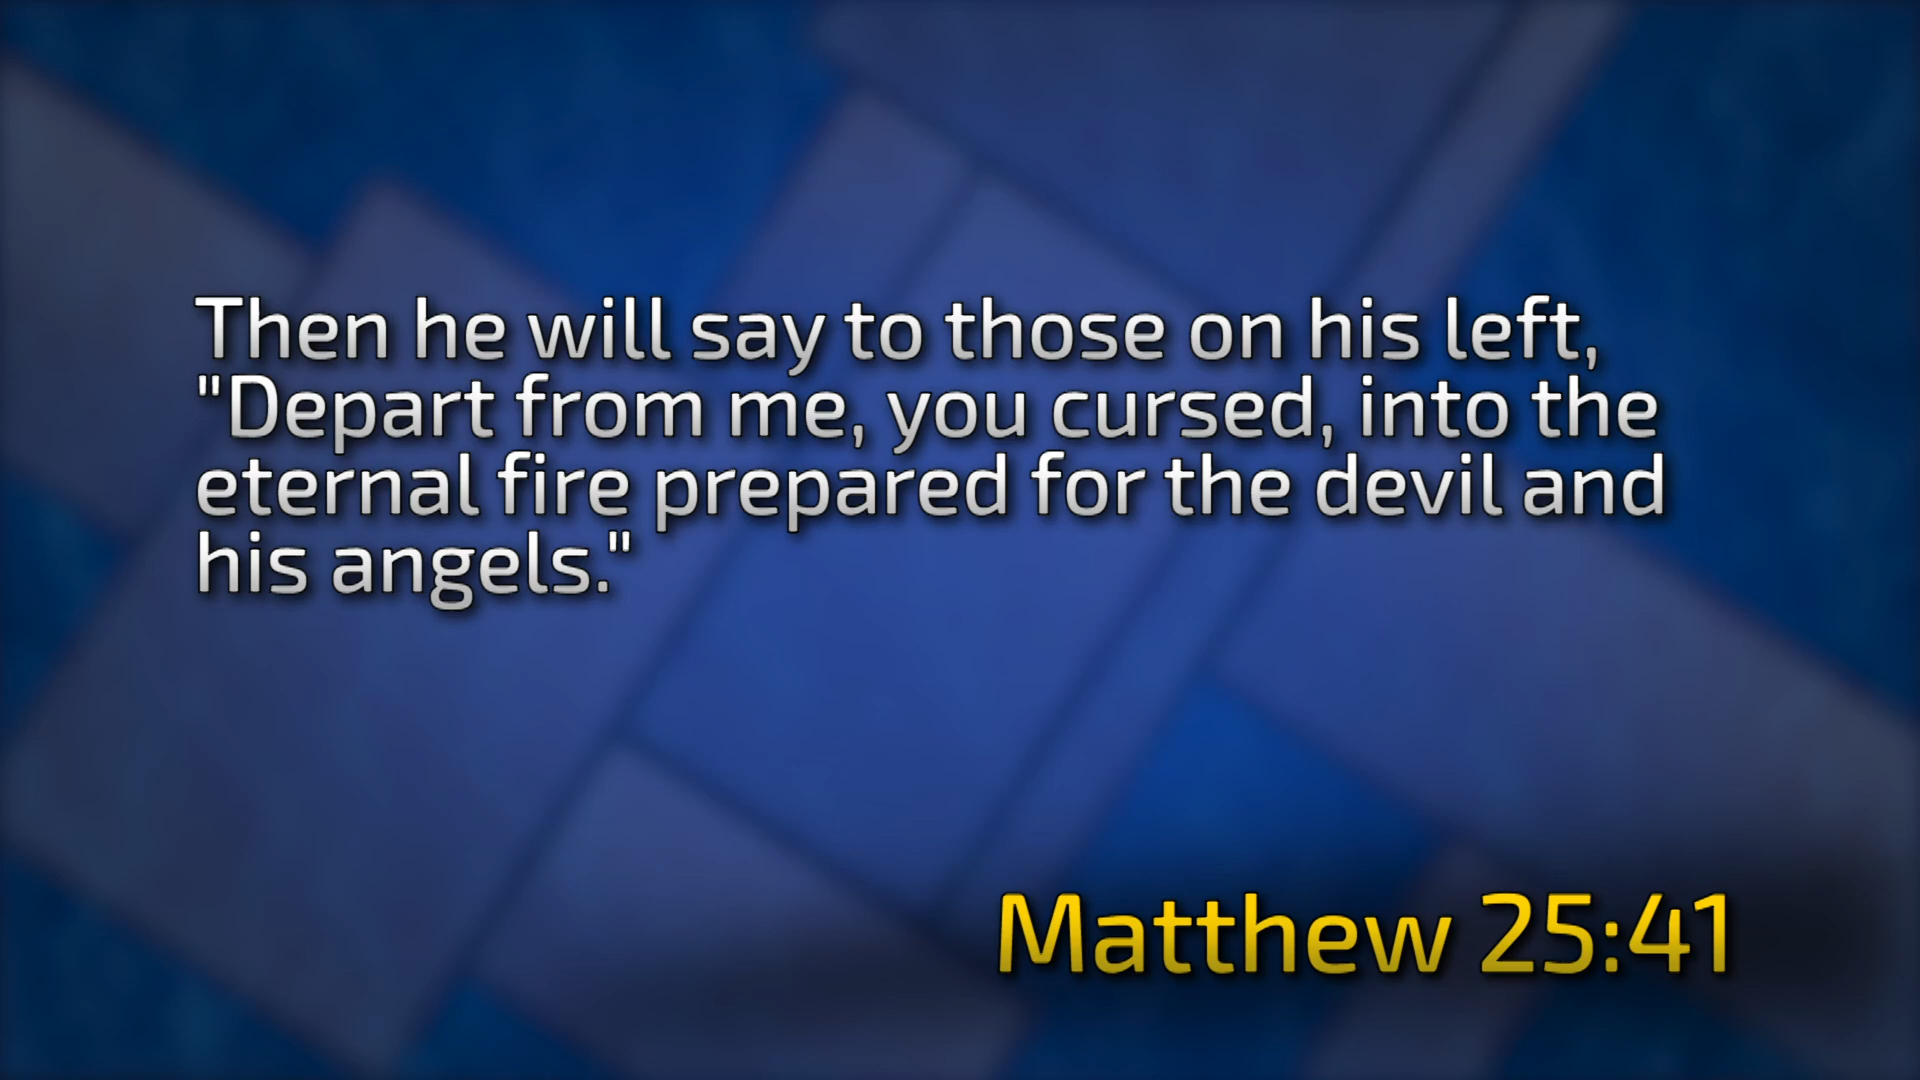 Then he will say to those on his left,
"Depart from me, you cursed, into the
eternal fire prepared for the devil and
his angels."
Matthew 25:41